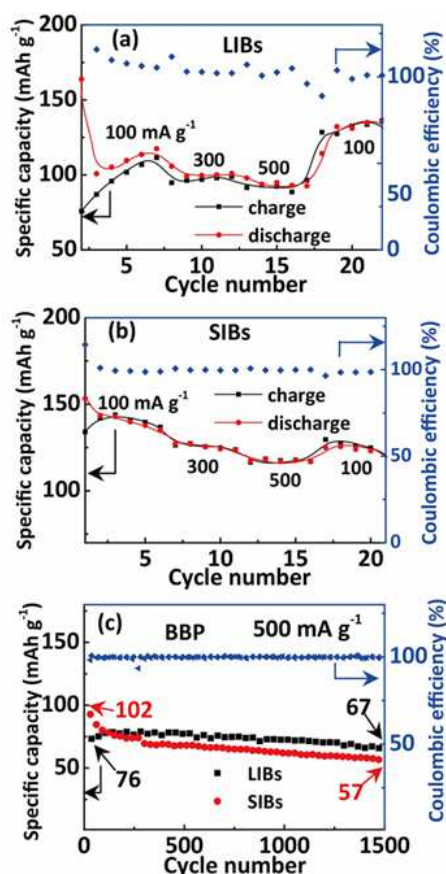 (a) LIBs
Specific capacity (mAh g⁻¹)
200
150
100
50
100 mA g⁻¹
300
500
100
charge
discharge
100%
50
0
Coulombic efficiency (%)
5 10 15 20
Cycle number
(b) SIBs
Specific capacity (mAh g⁻¹)
200
150
100
100 mA g⁻¹
300
500
100
charge
discharge
100
50
0
Coulombic efficiency (%)
0 5 10 15 20
Cycle number
(c) BBP 500 mA g⁻¹
Specific capacity (mAh g⁻¹)
150
100
50
102
76
67
57
LIBs
SIBs
100
50
0
Coulombic efficiency (%)
0 500 1000 1500
Cycle number